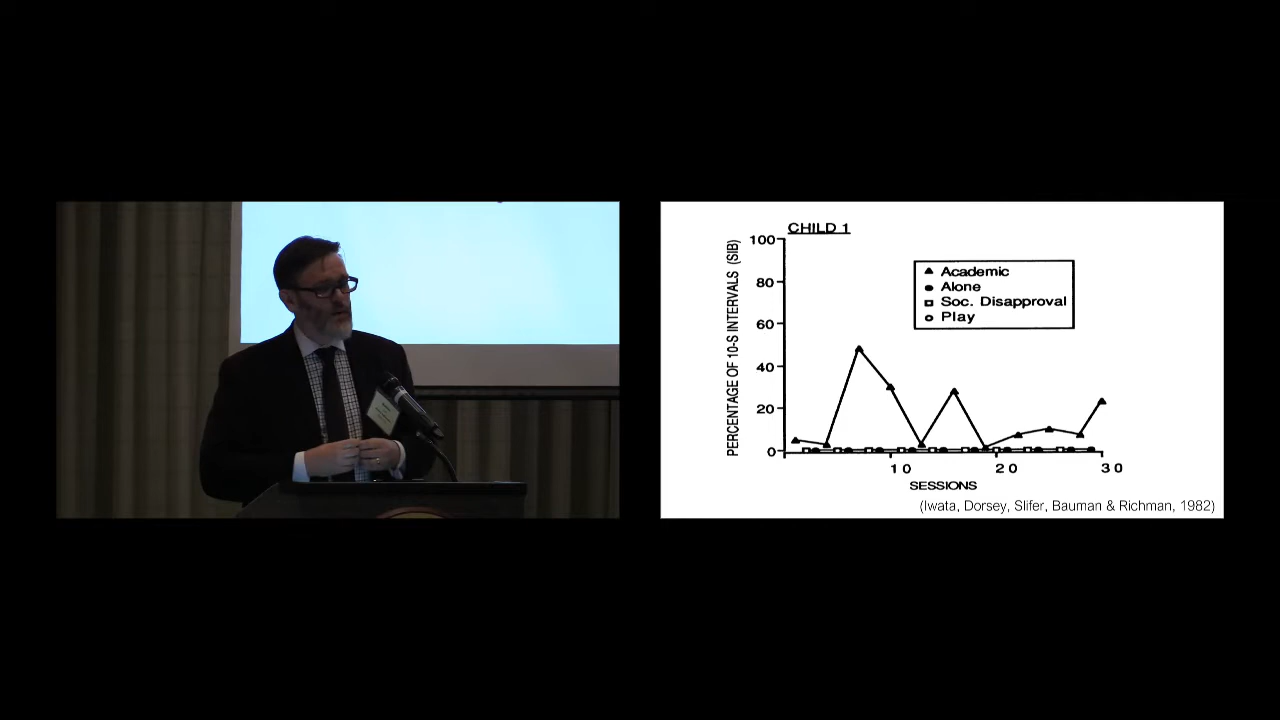 CHILD 1
PERCENTAGE OF 10-S INTERVALS (SIB)
100
80
60
40
20
0
Academic
Alone
Soc. Disapproval
Play
10
20
30
SESSIONS
(Iwata, Dorsey, Slifer, Bauman & Richman, 1982)